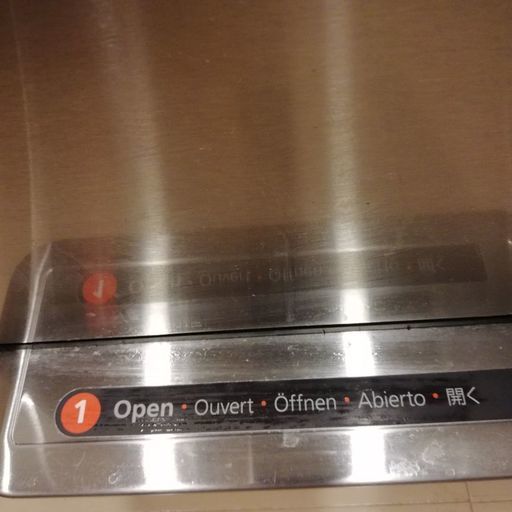 1 Open • Ouvert • Öffnen • Abierto • 開く